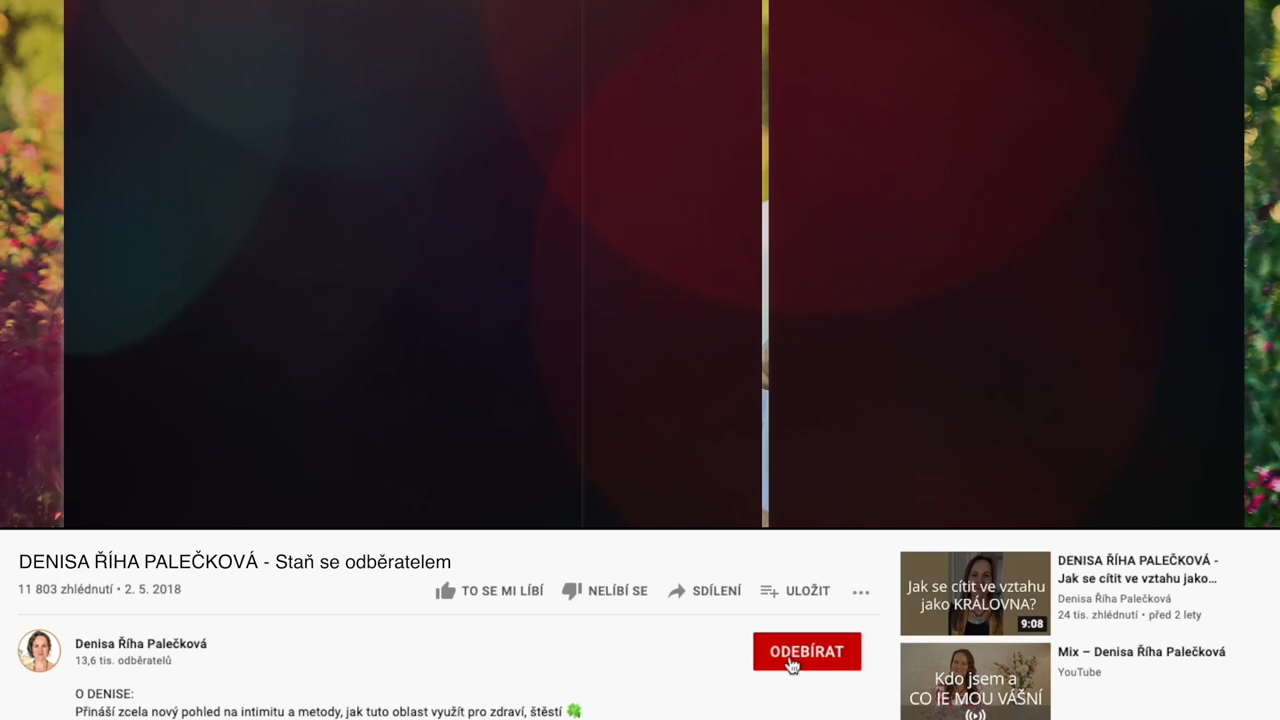 DENISA ŘÍHA PALEČKOVÁ - Staň se odběratelem
11 803 zhlédnutí • 2. 5. 2018
TO SE MI LÍBÍ
NELÍBÍ SE
SDÍLENÍ
ULOŽIT
Denisa Říha Palečková
13,6 tis. odběratelů
ODEBÍRAT
O DENISE:
Přináší zcela nový pohled na intimitu a metody, jak tuto oblast využít pro zdraví, štěstí
Jak se cítit ve vztahu
jako KRÁLOVNA?
9:08
DENISA ŘÍHA PALEČKOVÁ -
Jak se cítit ve vztahu jako...
Denisa Říha Palečková
24 tis. zhlédnutí • před 2 lety
Kdo jsem a
CO JE MOU VÁŠNÍ
Mix – Denisa Říha Palečková
YouTube